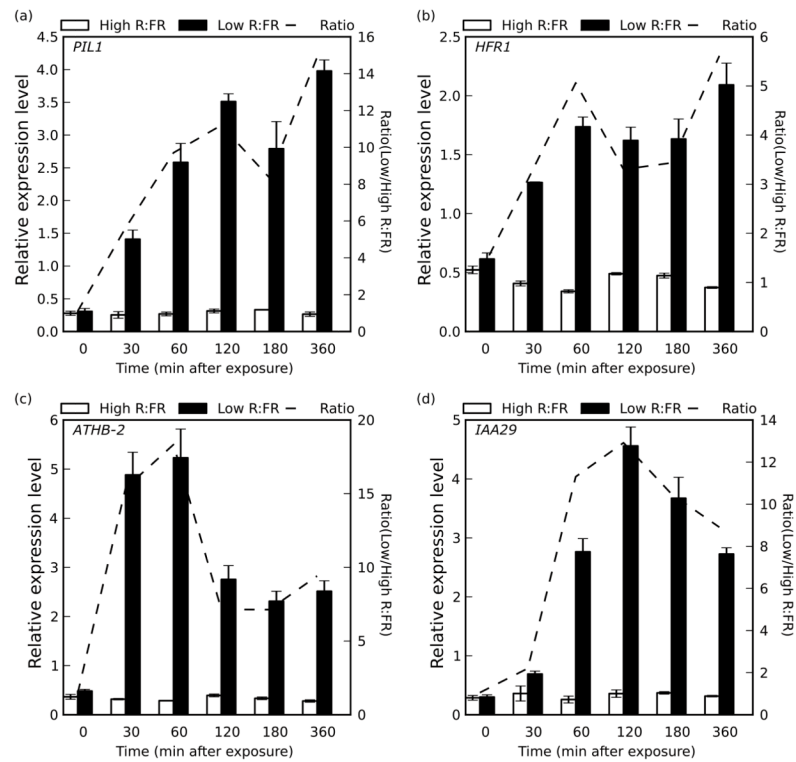 (a)
High R:FR Low R:FR Ratio
PIL1
4.5
4.0
3.5
3.0
2.5
2.0
1.5
1.0
0.5
0.0
Relative expression level
16
14
12
10
8
6
4
2
0
Ratio(Low/High R:FR)
0 30 60 120 180 360
Time (min after exposure)
(b)
High R:FR Low R:FR Ratio
HFR1
2.5
2.0
1.5
1.0
0.5
0.0
Relative expression level
6
5
4
3
2
1
0
Ratio(Low/High R:FR)
0 30 60 120 180 360
Time (min after exposure)
(c)
High R:FR Low R:FR Ratio
ATHB-2
6
5
4
3
2
1
0
Relative expression level
20
15
10
5
0
Ratio(Low/High R:FR)
0 30 60 120 180 360
Time (min after exposure)
(d)
High R:FR Low R:FR Ratio
IAA29
5
4
3
2
1
0
Relative expression level
14
12
10
8
6
4
2
0
Ratio(Low/High R:FR)
0 30 60 120 180 360
Time (min after exposure)